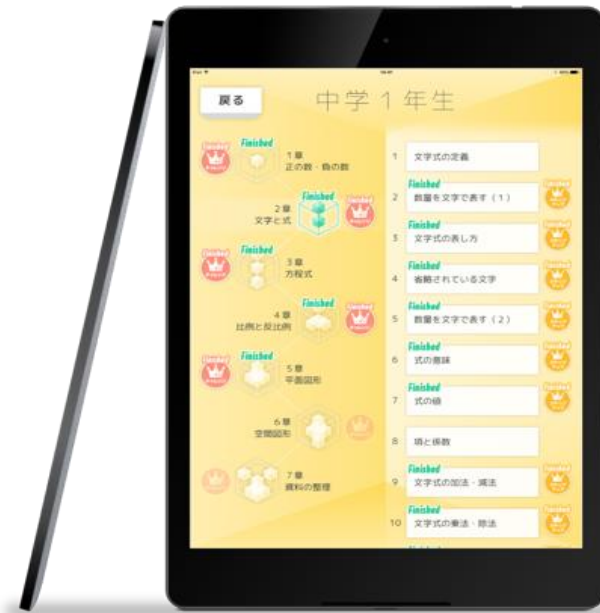 戻る
中学1年生
Finished
1章
正の数・負の数
Finished
2章
文字と式
Finished
3章
方程式
Finished
4章
比例と反比例
Finished
5章
平面図形
6章
空間図形
7章
資料の整理
1 文字式の定義
Finished
2 数量を文字で表す（1）
Finished
3 文字式の表し方
Finished
4 省略されている文字
Finished
5 数量を文字で表す（2）
Finished
6 式の意味
Finished
7 式の値
8 項と係数
Finished
9 文字式の加法・減法
Finished
10 文字式の乗法・除法
Finished